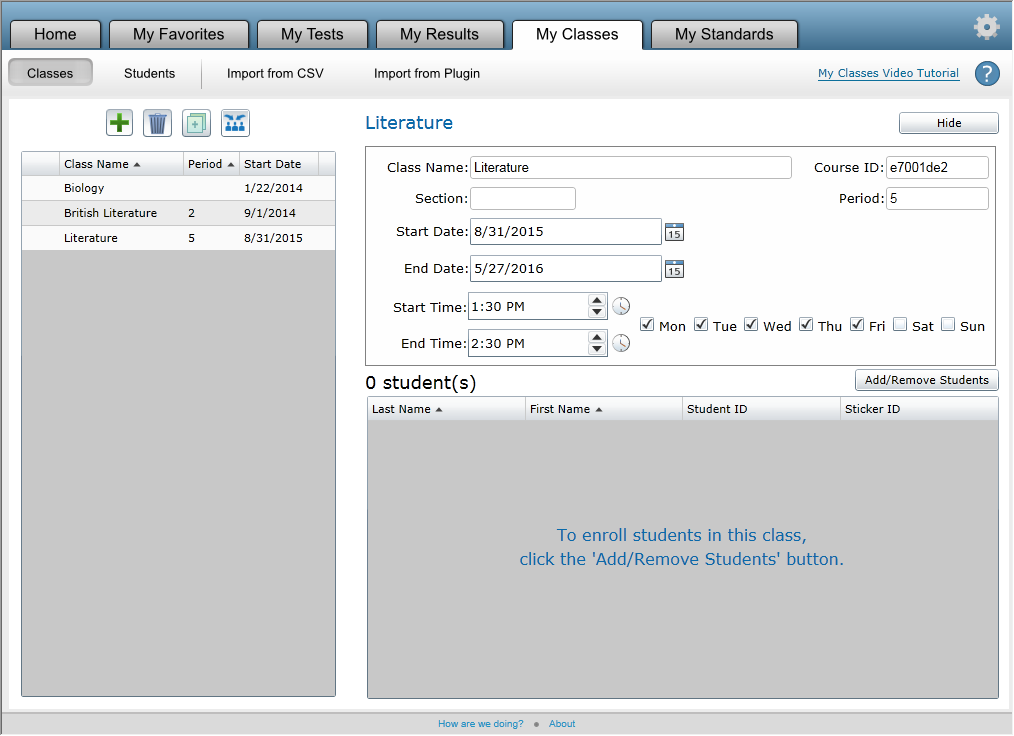 Home My Favorites My Tests My Results My Classes My Standards
Classes Students Import from CSV Import from Plugin My Classes Video Tutorial ?
Literature Hide
Class Name Period Start Date
Biology 1/22/2014
British Literature 2 9/1/2014
Literature 5 8/31/2015
Class Name: Literature Course ID: e7001de2
Section: Period: 5
Start Date: 8/31/2015 15
End Date: 5/27/2016 15
Start Time: 1:30 PM
Mon Tue Wed Thu Fri Sat Sun
End Time: 2:30 PM
0 student(s) Add/Remove Students
Last Name First Name Student ID Sticker ID
To enroll students in this class,
click the 'Add/Remove Students' button.
How are we doing? • About